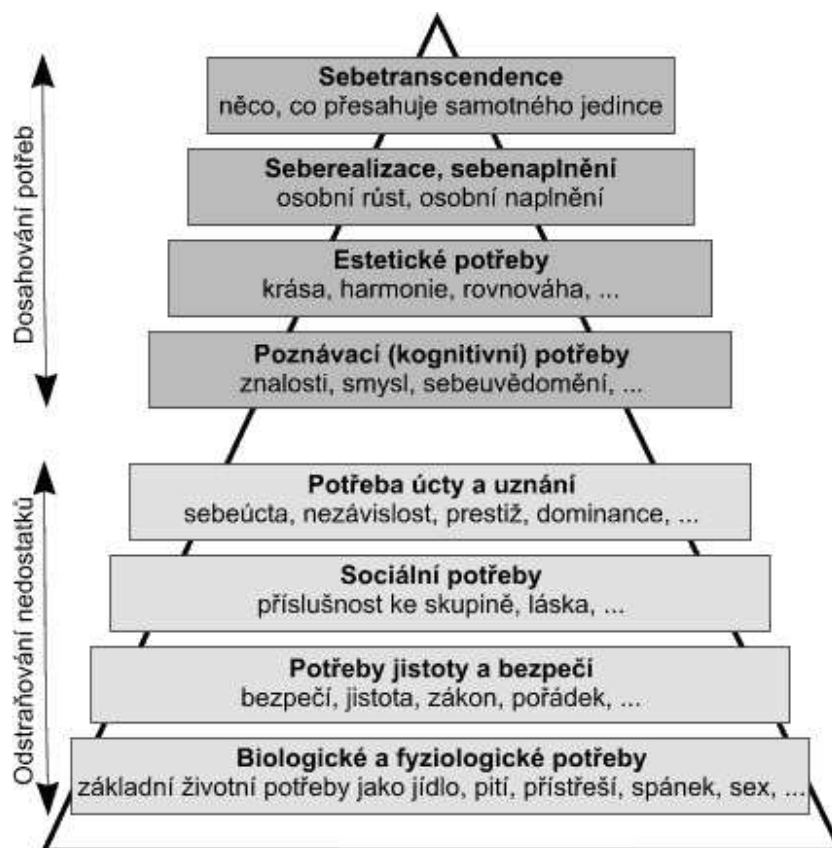 Sebetranscendence
něco, co přesahuje samotného jedince
Seberealizace, sebenaplnění
osobní růst, osobní naplnění
Estetické potřeby
krása, harmonie, rovnováha, ...
Poznávací (kognitivní) potřeby
znalosti, smysl, sebeuvědomění, ...
Dosahování potřeb
Potřeba úcty a uznání
sebeúcta, nezávislost, prestiž, dominance, ...
Sociální potřeby
příslušnost ke skupině, láska, ...
Potřeby jistoty a bezpečí
bezpečí, jistota, zákon, pořádek, ...
Biologické a fyziologické potřeby
základní životní potřeby jako jídlo, pití, přístřeší, spánek, sex, ...
Odstraňování nedostatků